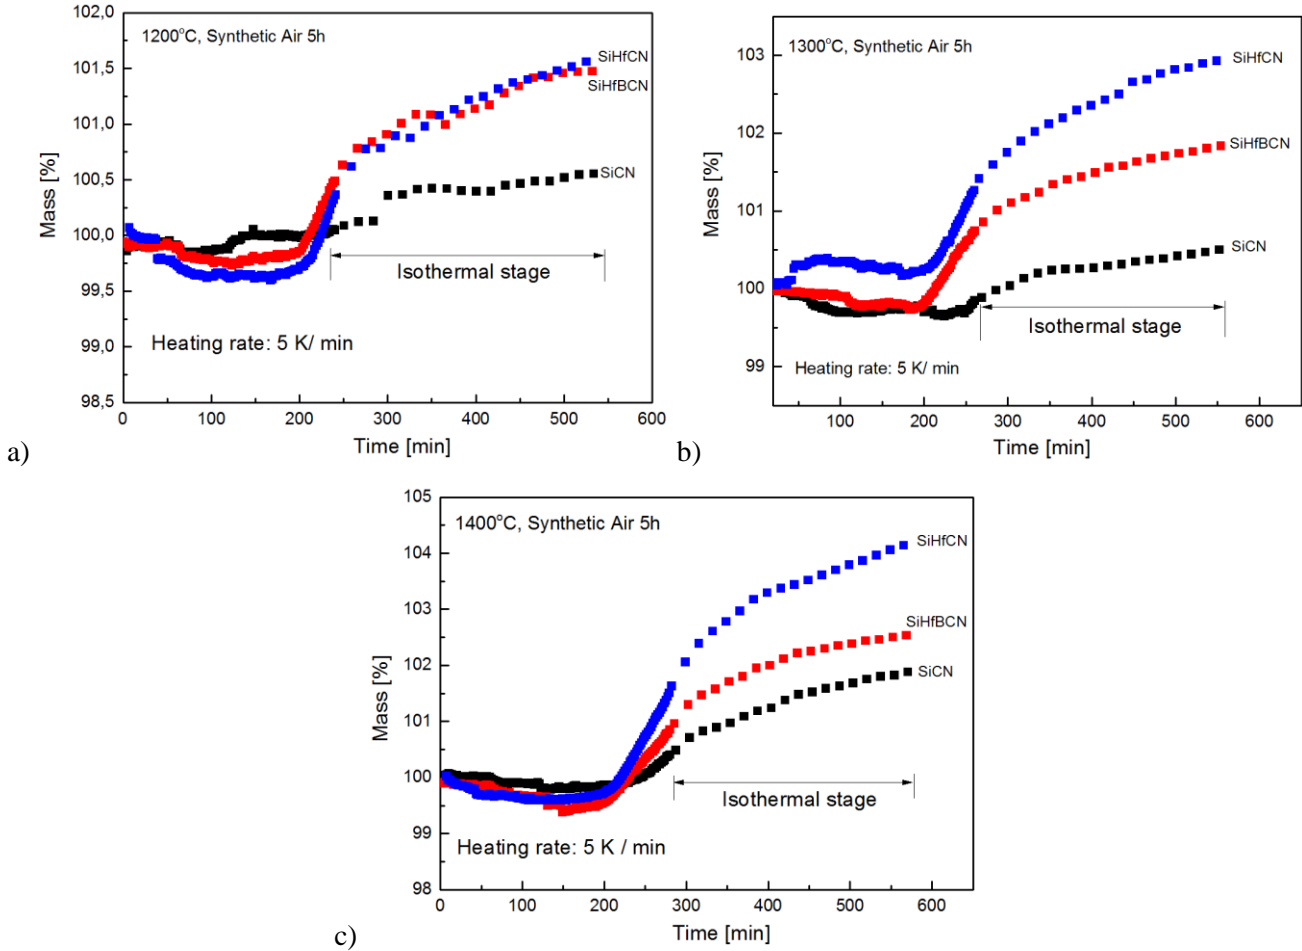 102,0
101,5
101,0
100,5
100,0
99,5
99,0
98,5
Mass [%]
1200°C, Synthetic Air 5h
SiHfCN
SiHfBCN
SiCN
Isothermal stage
Heating rate: 5 K/ min
0 100 200 300 400 500 600
Time [min]
a)
103
102
101
100
99
Mass [%]
1300°C, Synthetic Air 5h
SiHfCN
SiHfBCN
SiCN
Isothermal stage
Heating rate: 5 K/ min
100 200 300 400 500 600
Time [min]
b)
105
104
103
102
101
100
99
98
Mass [%]
1400°C, Synthetic Air 5h
SiHfCN
SiHfBCN
SiCN
Isothermal stage
Heating rate: 5 K / min
0 100 200 300 400 500 600
Time [min]
c)